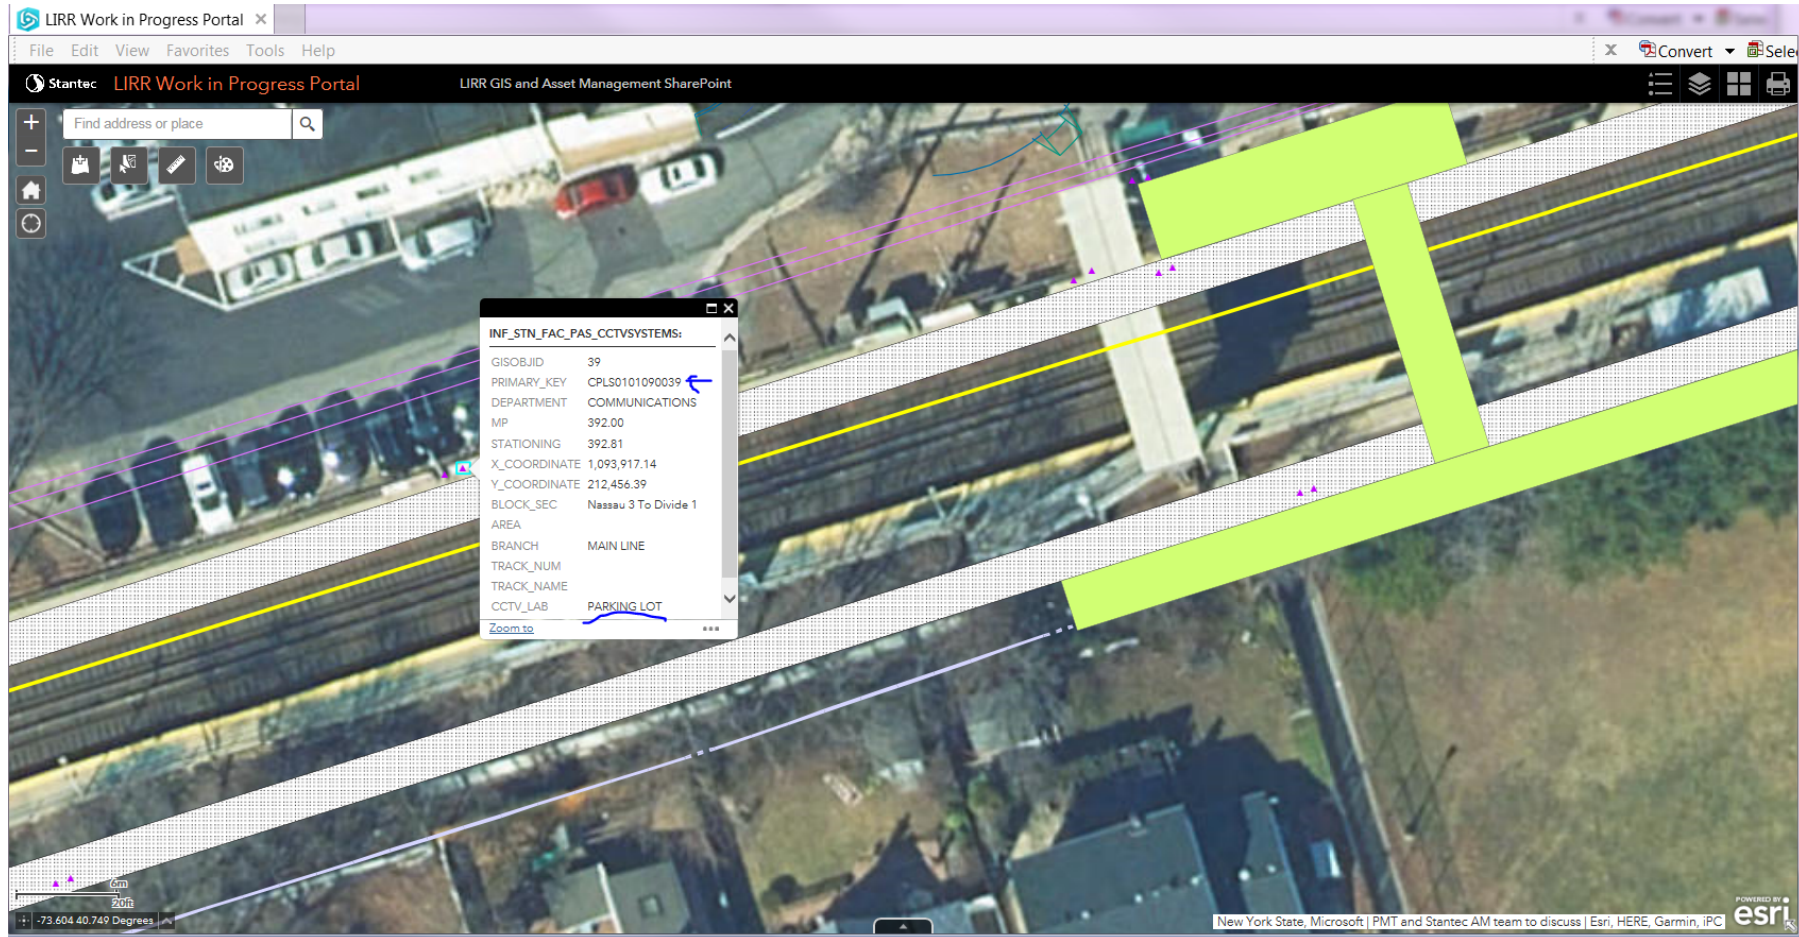 LIRR Work in Progress Portal
File Edit View Favorites Tools Help
Convert
Stantec LIRR Work in Progress Portal LIRR GIS and Asset Management SharePoint
Find address or place
INF_STN_FAC_PAS_CCTVSYSTEMS:
GISOBJID 39
PRIMARY_KEY CPLS0101090039
DEPARTMENT COMMUNICATIONS
MP 392.00
STATIONING 392.81
X_COORDINATE 1,093,917.14
Y_COORDINATE 212,456.39
BLOCK_SEC Nassau 3 To Divide 1
AREA
BRANCH MAIN LINE
TRACK_NUM
TRACK_NAME
CCTV_LAB PARKING LOT
Zoom to
6m
20ft
-73.604 40.749 Degrees
New York State, Microsoft | PMT and Stantec AM team to discuss | Esri, HERE, Garmin, iPC
POWERED BY
esri